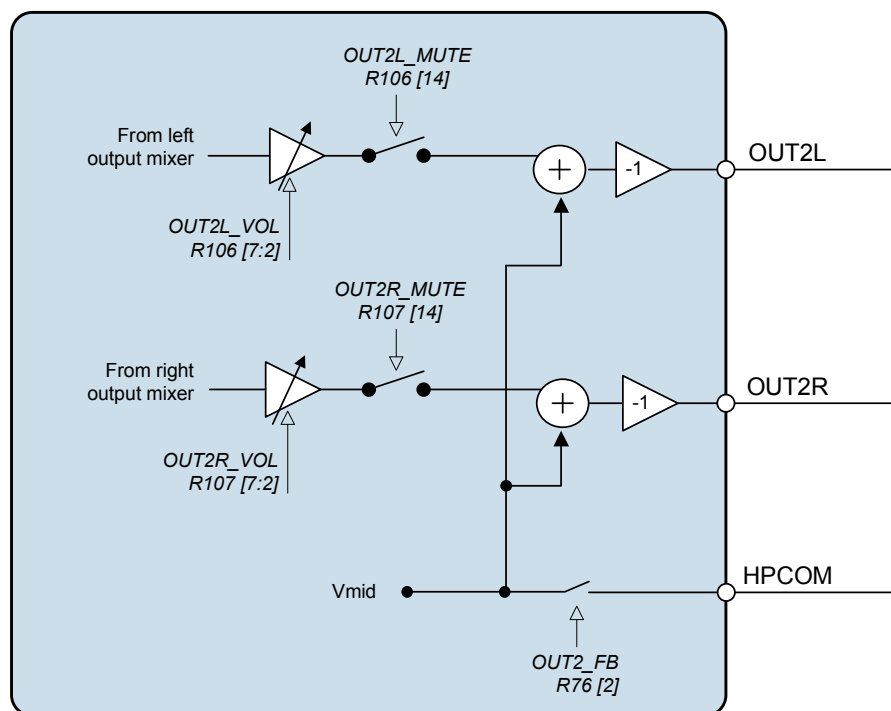 OUT2L_MUTE
R106 [14]
From left
output mixer
+
-1
OUT2L
OUT2L_VOL
R106 [7:2]
OUT2R_MUTE
R107 [14]
From right
output mixer
+
-1
OUT2R
OUT2R_VOL
R107 [7:2]
Vmid
HPCOM
OUT2_FB
R76 [2]